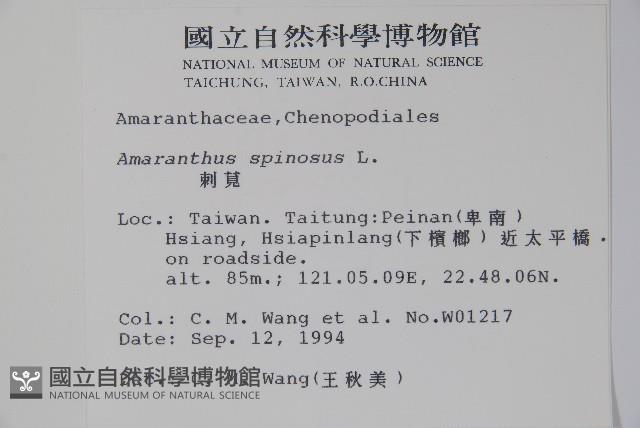 國立自然科學博物館
NATIONAL MUSEUM OF NATURAL SCIENCE
TAICHUNG, TAIWAN, R.O.CHINA
Amaranthaceae,Chenopodiales
Amaranthus spinosus L.
刺莧
Loc.: Taiwan. Taitung:Peinan(卑南)
Hsiang, Hsiapinlang(下檳榔)近太平橋.
on roadside.
alt. 85m.; 121.05.09E, 22.48.06N.
Col.: C. M. Wang et al. No.W01217
Date: Sep. 12, 1994
Wang(王秋美)
國立自然科學博物館
NATIONAL MUSEUM OF NATURAL SCIENCE